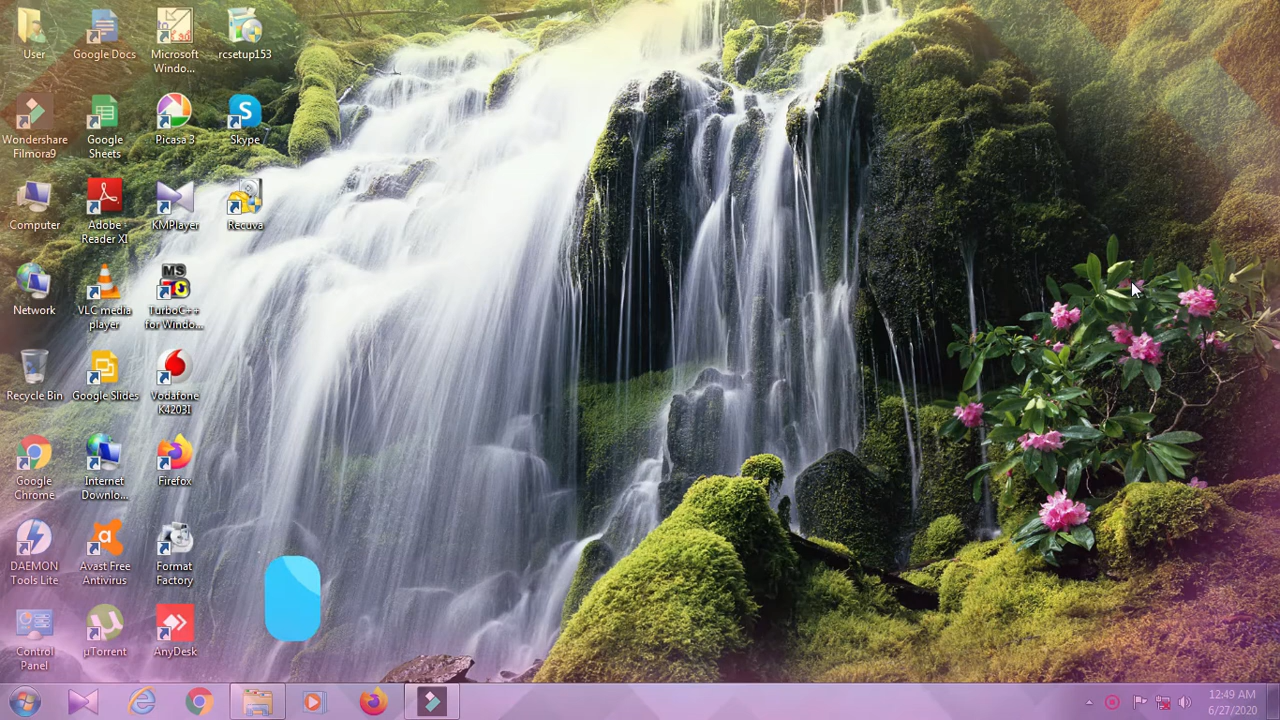 User
Google Docs
Microsoft
Windo...
rcsetup153
Wondershare
Filmora9
Google
Sheets
Picasa 3
Skype
Computer
Adobe
Reader XI
KMPlayer
Recuva
Network
VLC media
player
MS
TurboC++
for Windo...
Recycle Bin
Google Slides
Vodafone
K4203I
Google
Chrome
Internet
Downlo...
Firefox
DAEMON
Tools Lite
Avast Free
Antivirus
Format
Factory
Control
Panel
µTorrent
AnyDesk
12:49 AM
6/27/2020